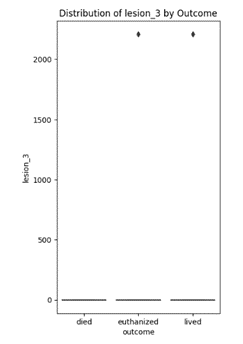 Distribution of lesion_3 by Outcome
2000
1500
1000
500
0
lesion_3
died euthanized lived
outcome